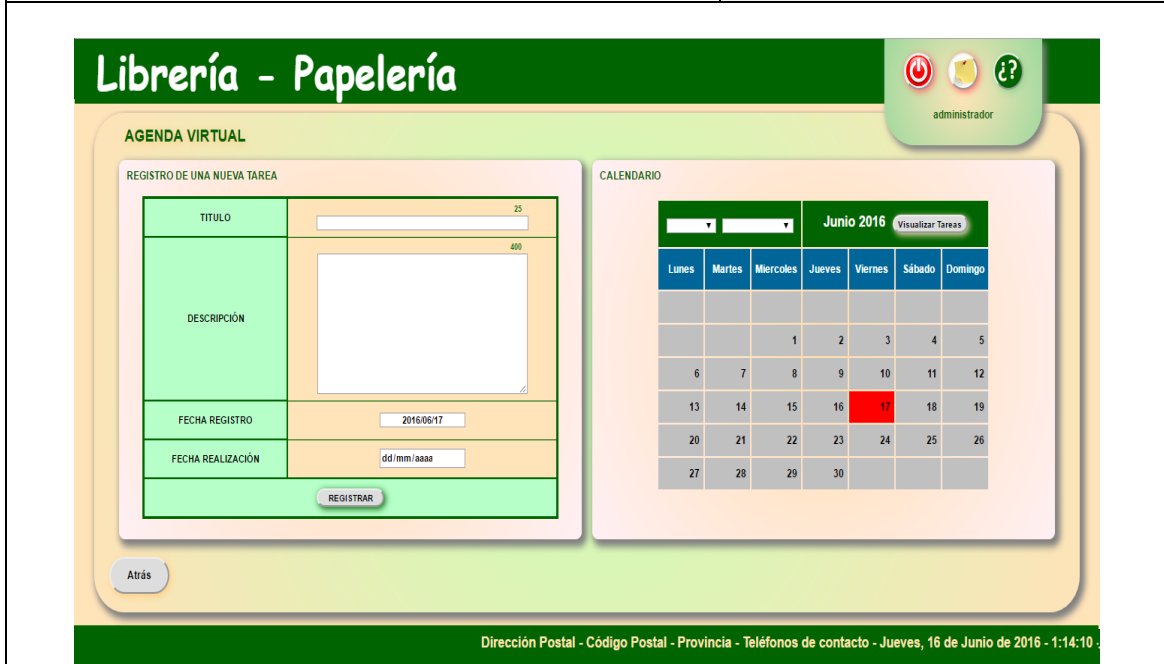 Librería - Papelería
¿?
administrador
AGENDA VIRTUAL
REGISTRO DE UNA NUEVA TAREA
TITULO
25
DESCRIPCIÓN
400
FECHA REGISTRO
2016/06/17
FECHA REALIZACIÓN
dd/mm/aaaa
REGISTRAR
CALENDARIO
Junio 2016 Visualizar Tareas
Lunes Martes Miercoles Jueves Viernes Sábado Domingo
1 2 3 4 5
6 7 8 9 10 11 12
13 14 15 16 17 18 19
20 21 22 23 24 25 26
27 28 29 30
Atrás
Dirección Postal - Código Postal - Provincia - Teléfonos de contacto - Jueves, 16 de Junio de 2016 - 1:14:10 -